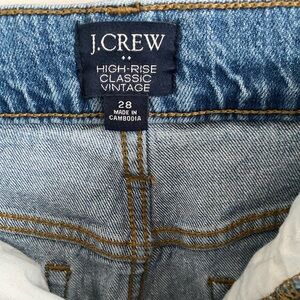 J.CREW
HIGH-RISE
CLASSIC
VINTAGE
28
MADE IN
CAMBODIA